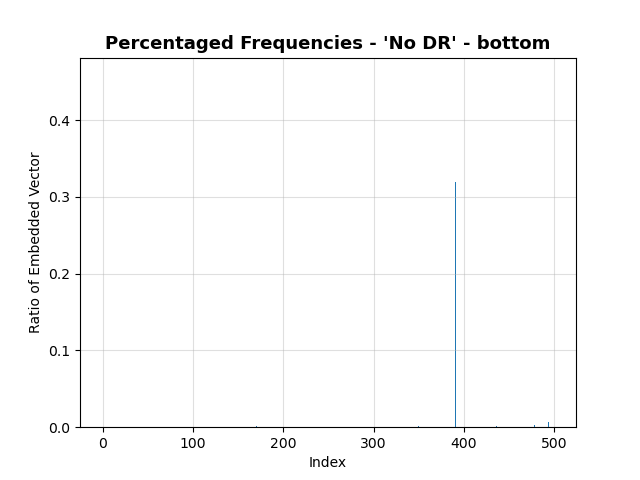 Percentaged Frequencies - 'No DR' - bottom
Ratio of Embedded Vector
0.4
0.3
0.2
0.1
0.0
0 100 200 300 400 500
Index